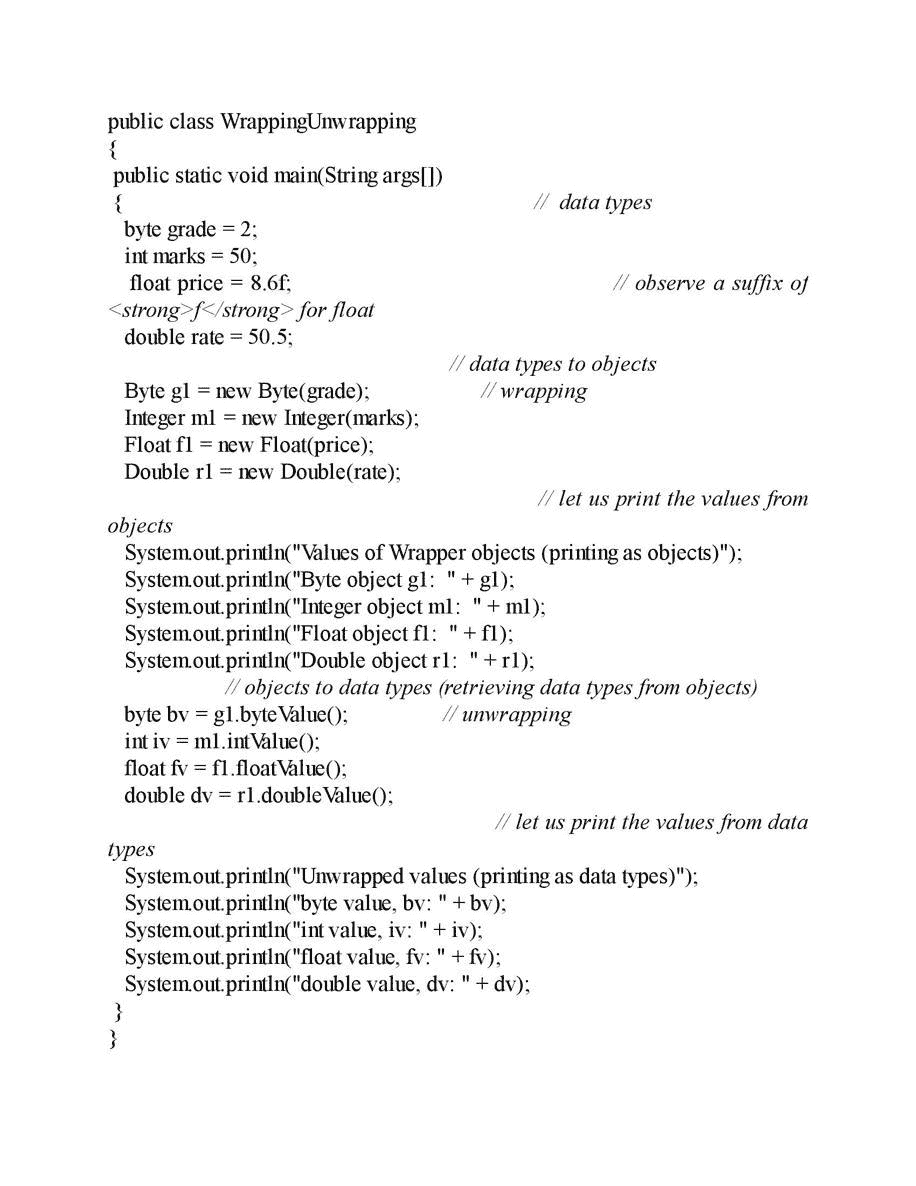 public class WrappingUnwrapping
{
public static void main(String args[])
{ // data types
byte grade = 2;
int marks = 50;
float price = 8.6f; // observe a suffix of
<strong>f</strong> for float
double rate = 50.5;
// data types to objects
Byte g1 = new Byte(grade); // wrapping
Integer m1 = new Integer(marks);
Float f1 = new Float(price);
Double r1 = new Double(rate);
// let us print the values from
objects
System.out.println("Values of Wrapper objects (printing as objects)");
System.out.println("Byte object g1:  " + g1);
System.out.println("Integer object m1:  " + m1);
System.out.println("Float object f1:  " + f1);
System.out.println("Double object r1:  " + r1);
// objects to data types (retrieving data types from objects)
byte bv = g1.byteValue(); // unwrapping
int iv = m1.intValue();
float fv = f1.floatValue();
double dv = r1.doubleValue();
// let us print the values from data
types
System.out.println("Unwrapped values (printing as data types)");
System.out.println("byte value, bv: " + bv);
System.out.println("int value, iv: " + iv);
System.out.println("float value, fv: " + fv);
System.out.println("double value, dv: " + dv);
}
}